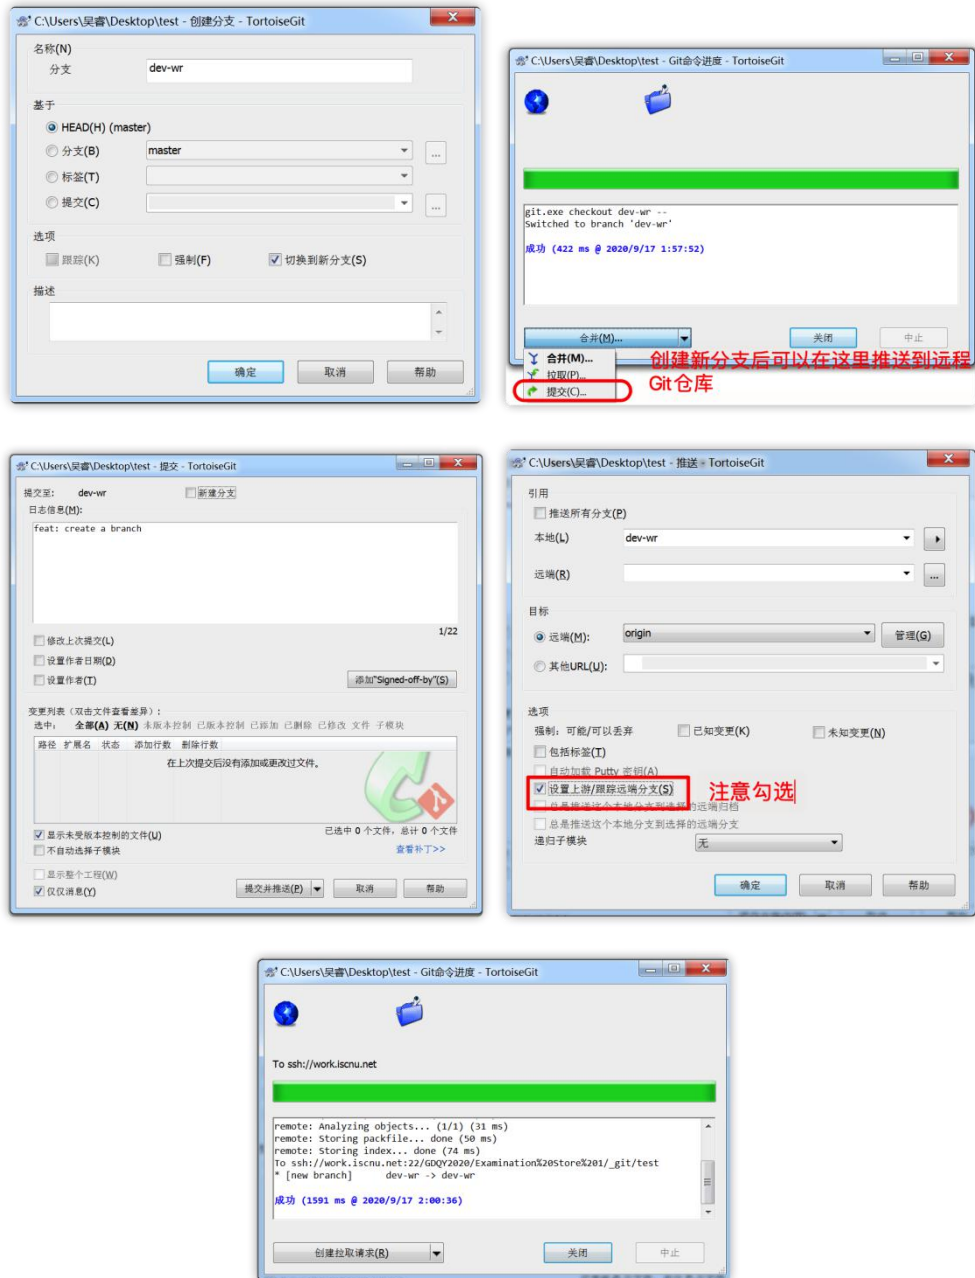 C:\Users\吴睿\Desktop\test - 创建分支 - TortoiseGit
名称(N)
分支
dev-wr
基于
HEAD(H) (master)
分支(B)
master
...
标签(T)
提交(C)
...
选项
跟踪(K)
强制(F)
切换到新分支(S)
描述
确定
取消
帮助
C:\Users\吴睿\Desktop\test - Git命令进度 - TortoiseGit
git.exe checkout dev-wr --
Switched to branch 'dev-wr'
成功 (422 ms @ 2020/9/17 1:57:52)
合并(M)...
关闭
中止
合并(M)...
拉取(P)...
提交(C)...
创建新分支后可以在这里推送到远程
Git仓库
C:\Users\吴睿\Desktop\test - 提交 - TortoiseGit
提交至:
dev-wr
新建分支
日志信息(M):
feat: create a branch
1/22
修改上次提交(L)
设置作者日期(D)
设置作者(T)
添加"Signed-off-by"(S)
变更列表（双击文件查看差异）:
选中: 全部(A) 无(N) 未版本控制 已版本控制 已添加 已删除 已修改 文件 子模块
路径 扩展名 状态 添加行数 删除行数
在上次提交后没有添加或更改过文件。
显示未受版本控制的文件(U)
已选中 0 个文件，总计 0 个文件
不自动选择子模块
查看补丁>>
显示整个工程(W)
仅仅消息(Y)
提交并推送(P)
取消
帮助
C:\Users\吴睿\Desktop\test - 推送 - TortoiseGit
引用
推送所有分支(P)
本地(L)
dev-wr
远端(R)
...
目标
远端(M):
origin
管理(G)
其他URL(U):
选项
强制: 可能/可以丢弃
已知变更(K)
未知变更(N)
包括标签(T)
自动加载 Putty 密钥(A)
设置上游/跟踪远端分支(S)
注意勾选
总是推送这个本地分支到选择的远端归档
总是推送这个本地分支到选择的远端分支
递归子模块
无
确定
取消
帮助
C:\Users\吴睿\Desktop\test - Git命令进度 - TortoiseGit
To ssh://work.iscnu.net
remote: Analyzing objects... (1/1) (31 ms)
remote: Storing packfile... done (50 ms)
remote: Storing index... done (74 ms)
To ssh://work.iscnu.net:22/GDQY2020/Examination%20Store%201/_git/test
* [new branch] dev-wr -> dev-wr
成功 (1591 ms @ 2020/9/17 2:00:36)
创建拉取请求(R)
关闭
中止